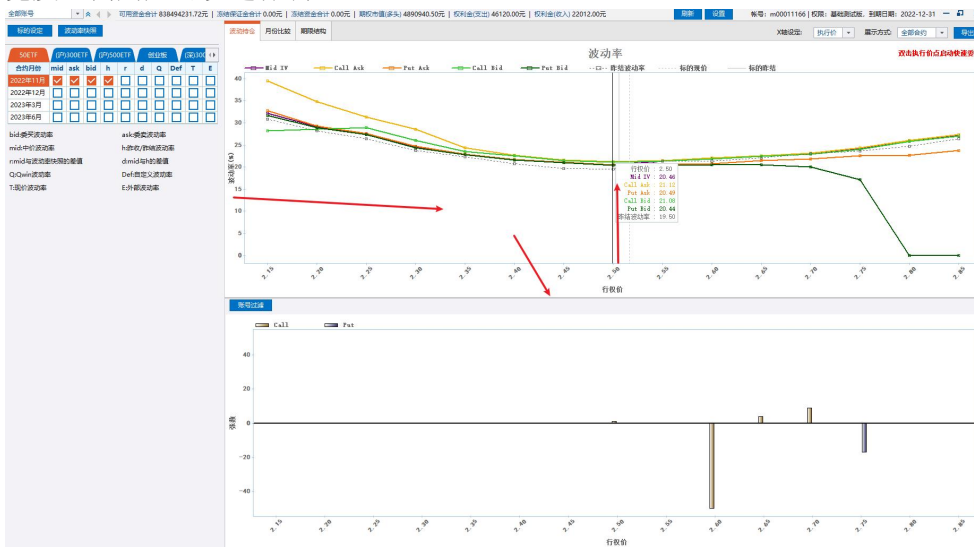 全部账号 可用资金合计 838494231.72元 | 冻结保证金合计 0.00元 | 冻结资金合计 0.00元 | 期权市值(多头) 4890940.50元 | 权利金(支出) 46120.00元 | 权利金(收入) 22012.00元 刷新 设置 帐号: m00011166 | 权限: 基础测试版, 到期日期: 2022-12-31
标的设定 波动率快照 波动持仓 月份比较 期限结构 X轴设定: 执行价 展示方式: 全部合约 导出
50ETF (沪)300ETF (沪)500ETF 创业板 (深)300
合约月份 mid ask bid h r d Q Def T E
2022年11月
2022年12月
2023年3月
2023年6月
bid:委买波动率 ask:委卖波动率
mid:中价波动率 h:昨收/昨结波动率
r:mid与波动率快照的差值 d:mid与h的差值
Q:Qwin波动率 Def:自定义波动率
T:现价波动率 E:外部波动率
波动率 双击执行价点启动快速委
Mid IV Call Ask Put Ask Call Bid Put Bid 昨结波动率 标的现价 标的昨结
波动率(%)
40
35
30
25
20
15
10
5
0
行权价 : 2.50
Mid IV : 20.46
Call Ask : 21.12
Put Ask : 20.49
Call Bid : 21.08
Put Bid : 20.44
昨结波动率 : 19.50
2.15 2.20 2.25 2.30 2.35 2.40 2.45 2.50 2.55 2.60 2.65 2.70 2.75 2.80 2.85
行权价
账号过滤
Call Put
张数
40
20
0
-20
-40
2.15 2.20 2.25 2.30 2.35 2.40 2.45 2.50 2.55 2.60 2.65 2.70 2.75 2.80 2.85
行权价